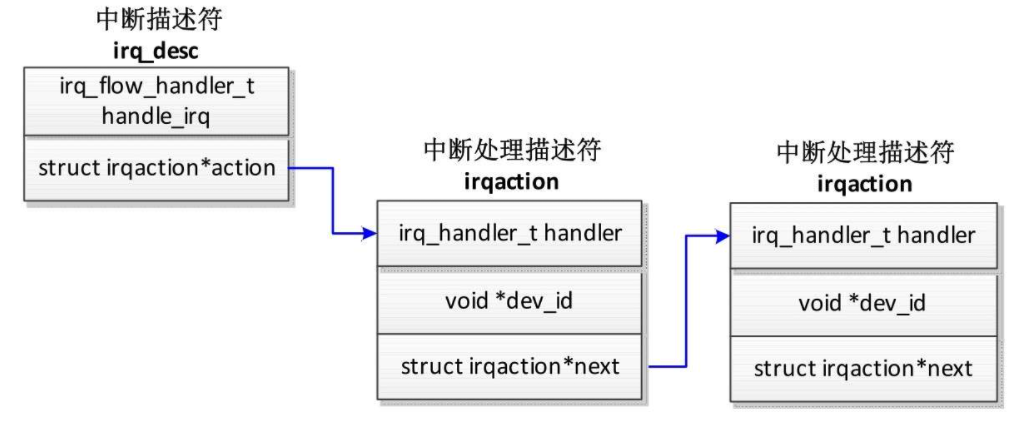 中断描述符
irq_desc
irq_flow_handler_t
handle_irq
struct irqaction*action
中断处理描述符
irqaction
irq_handler_t handler
void *dev_id
struct irqaction*next
中断处理描述符
irqaction
irq_handler_t handler
void *dev_id
struct irqaction*next